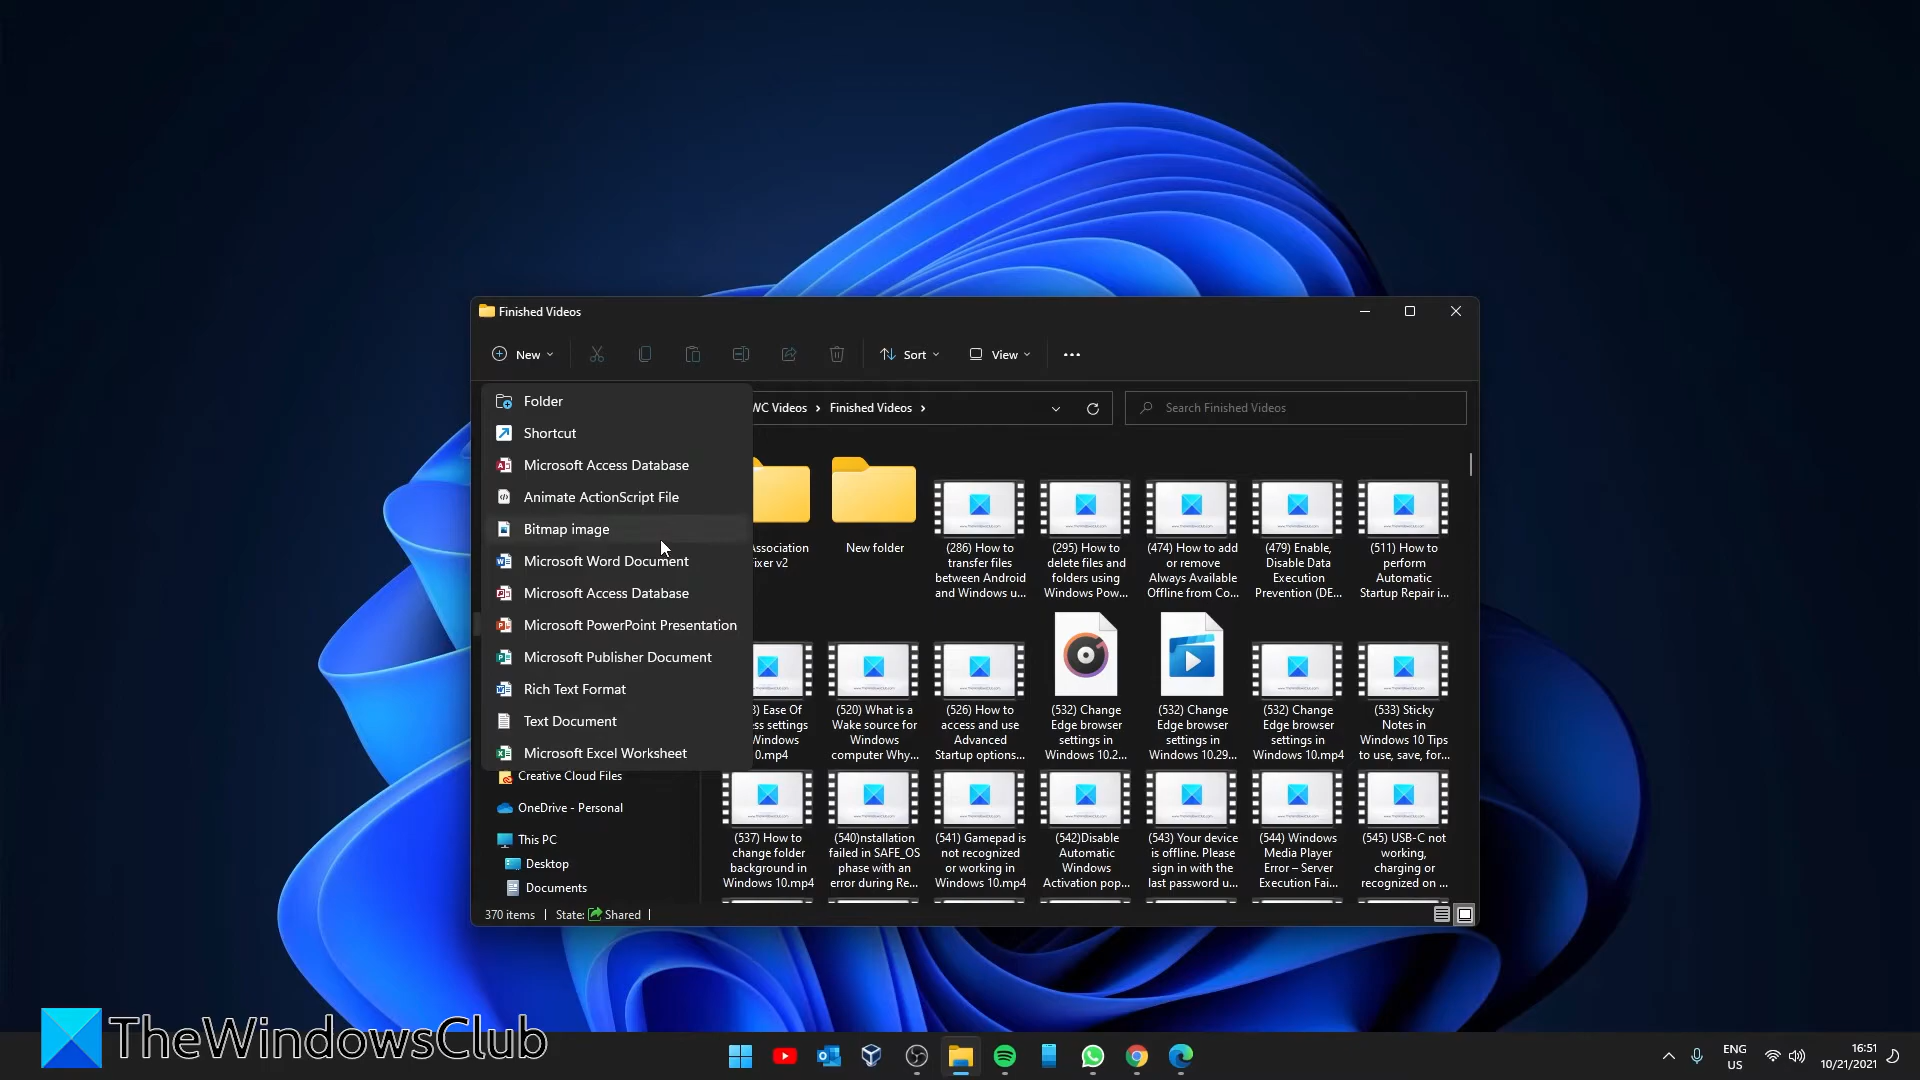 Finished Videos
New
Sort
View
Folder
Shortcut
Microsoft Access Database
Animate ActionScript File
Bitmap image
Microsoft Word Document
Microsoft Access Database
Microsoft PowerPoint Presentation
Microsoft Publisher Document
Rich Text Format
Text Document
Microsoft Excel Worksheet
WC Videos
Finished Videos
Search Finished Videos
Association
ixer v2
New folder
(286) How to
transfer files
between Android
and Windows u...
(295) How to
delete files and
folders using
Windows Pow...
(474) How to add
or remove
Always Available
Offline from Co...
(479) Enable,
Disable Data
Execution
Prevention (DE...
(511) How to
perform
Automatic
Startup Repair i...
) Ease Of
ss settings
Windows
0.mp4
(520) What is a
Wake source for
Windows
computer Why...
(526) How to
access and use
Advanced
Startup options...
(532) Change
Edge browser
settings in
Windows 10.2...
(532) Change
Edge browser
settings in
Windows 10.29...
(532) Change
Edge browser
settings in
Windows 10.mp4
(533) Sticky
Notes in
Windows 10 Tips
to use, save, for...
Creative Cloud Files
OneDrive - Personal
This PC
Desktop
Documents
(537) How to
change folder
background in
Windows 10.mp4
(540)nstallation
failed in SAFE_OS
phase with an
error during Re...
(541) Gamepad is
not recognized
or working in
Windows 10.mp4
(542)Disable
Automatic
Windows
Activation pop...
(543) Your device
is offline. Please
sign in with the
last password u...
(544) Windows
Media Player
Error – Server
Execution Fai...
(545) USB-C not
working,
charging or
recognized on ...
370 items
State: Shared
TheWindowsClub
ENG
US
16:51
10/21/2021